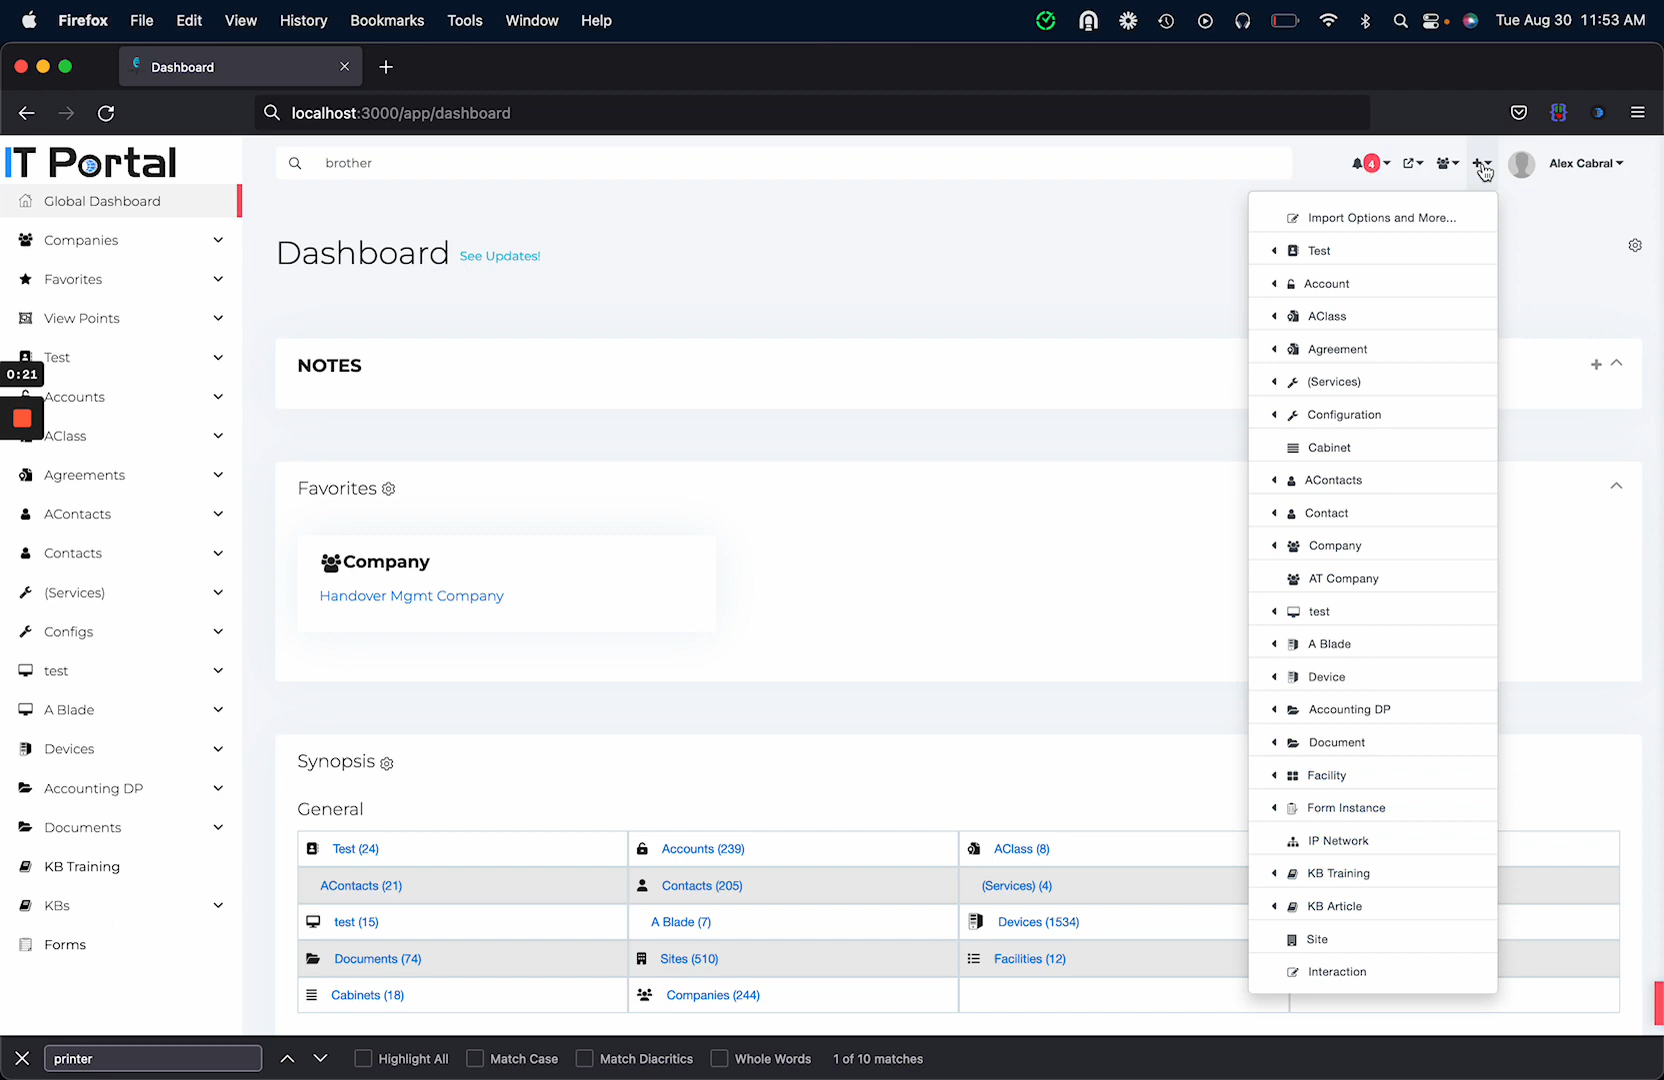 Firefox File Edit View History Bookmarks Tools Window Help Tue Aug 30 11:53 AM
Dashboard
localhost:3000/app/dashboard
IT Portal
brother
4
Alex Cabral
Global Dashboard
Companies
Favorites
View Points
Test
0:21
Accounts
AClass
Agreements
AContacts
Contacts
(Services)
Configs
test
A Blade
Devices
Accounting DP
Documents
KB Training
KBs
Forms
Dashboard See Updates!
NOTES
Favorites
Company
Handover Mgmt Company
Synopsis
General
Test (24) Accounts (239) AClass (8)
AContacts (21) Contacts (205) (Services) (4)
test (15) A Blade (7) Devices (1534)
Documents (74) Sites (510) Facilities (12)
Cabinets (18) Companies (244)
Import Options and More...
Test
Account
AClass
Agreement
(Services)
Configuration
Cabinet
AContacts
Contact
Company
AT Company
test
A Blade
Device
Accounting DP
Document
Facility
Form Instance
IP Network
KB Training
KB Article
Site
Interaction
printer Highlight All Match Case Match Diacritics Whole Words 1 of 10 matches